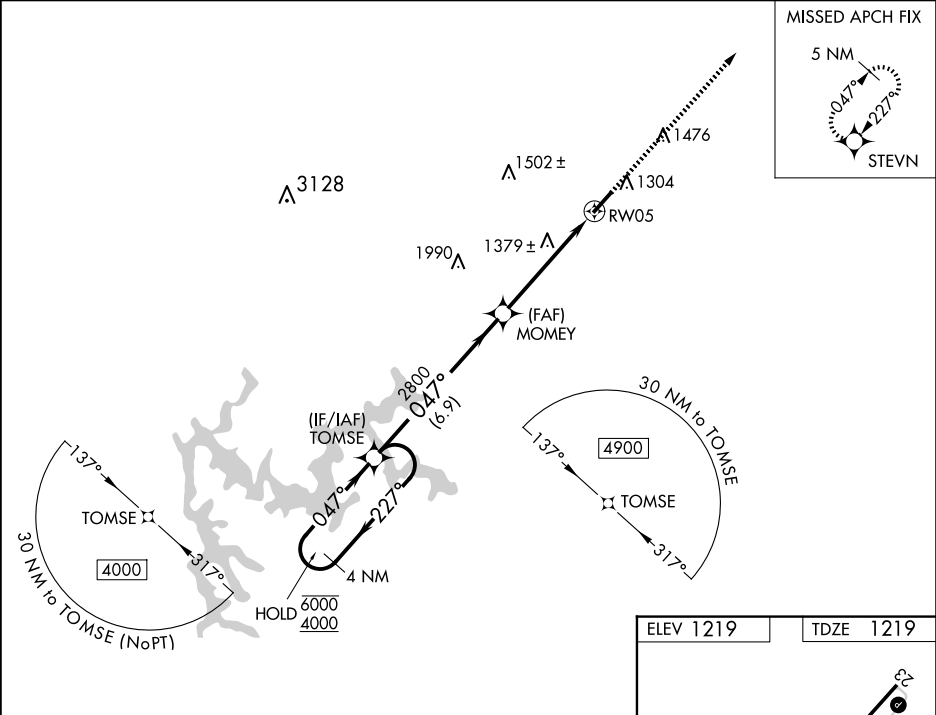 MISSED APCH FIX
5 NM
047°
227°
STEVN
1476
1502 ±
1304
3128
RW05
1379 ±
1990
(FAF)
MOMEY
2800
047°
(6.9)
(IF/IAF)
TOMSE
30 NM to TOMSE
137°
4900
TOMSE
317°
137°
TOMSE
4000
317°
30 NM to TOMSE (NoPT)
047°
227°
4 NM
HOLD
6000
4000
ELEV 1219
TDZE 1219
23
P